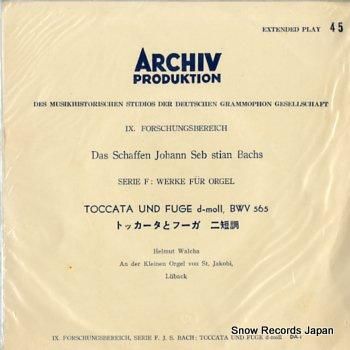 EXTENDED PLAY 45
ARCHIV
PRODUKTION
DES MUSIKHISTORISCHEN STUDIOS DER DEUTSCHEN GRAMMOPHON GESELLSCHAFT
IX. FORSCHUNGSBEREICH
Das Schaffen Johann Seb stian Bachs
SERIE F: WERKE FÜR ORGEL
TOCCATA UND FUGE d-moll, BWV 565
トッカータとフーガ 二短調
Helmut Walcha
An der Kleinen Orgel von St. Jakobi,
Lübeck
IX. FORSCHUNGSBEREICH, SERIE F. J. S. BACH: TOCCATA UND FUGE d-moll
Snow Records Japan
www.snowrecords.jp